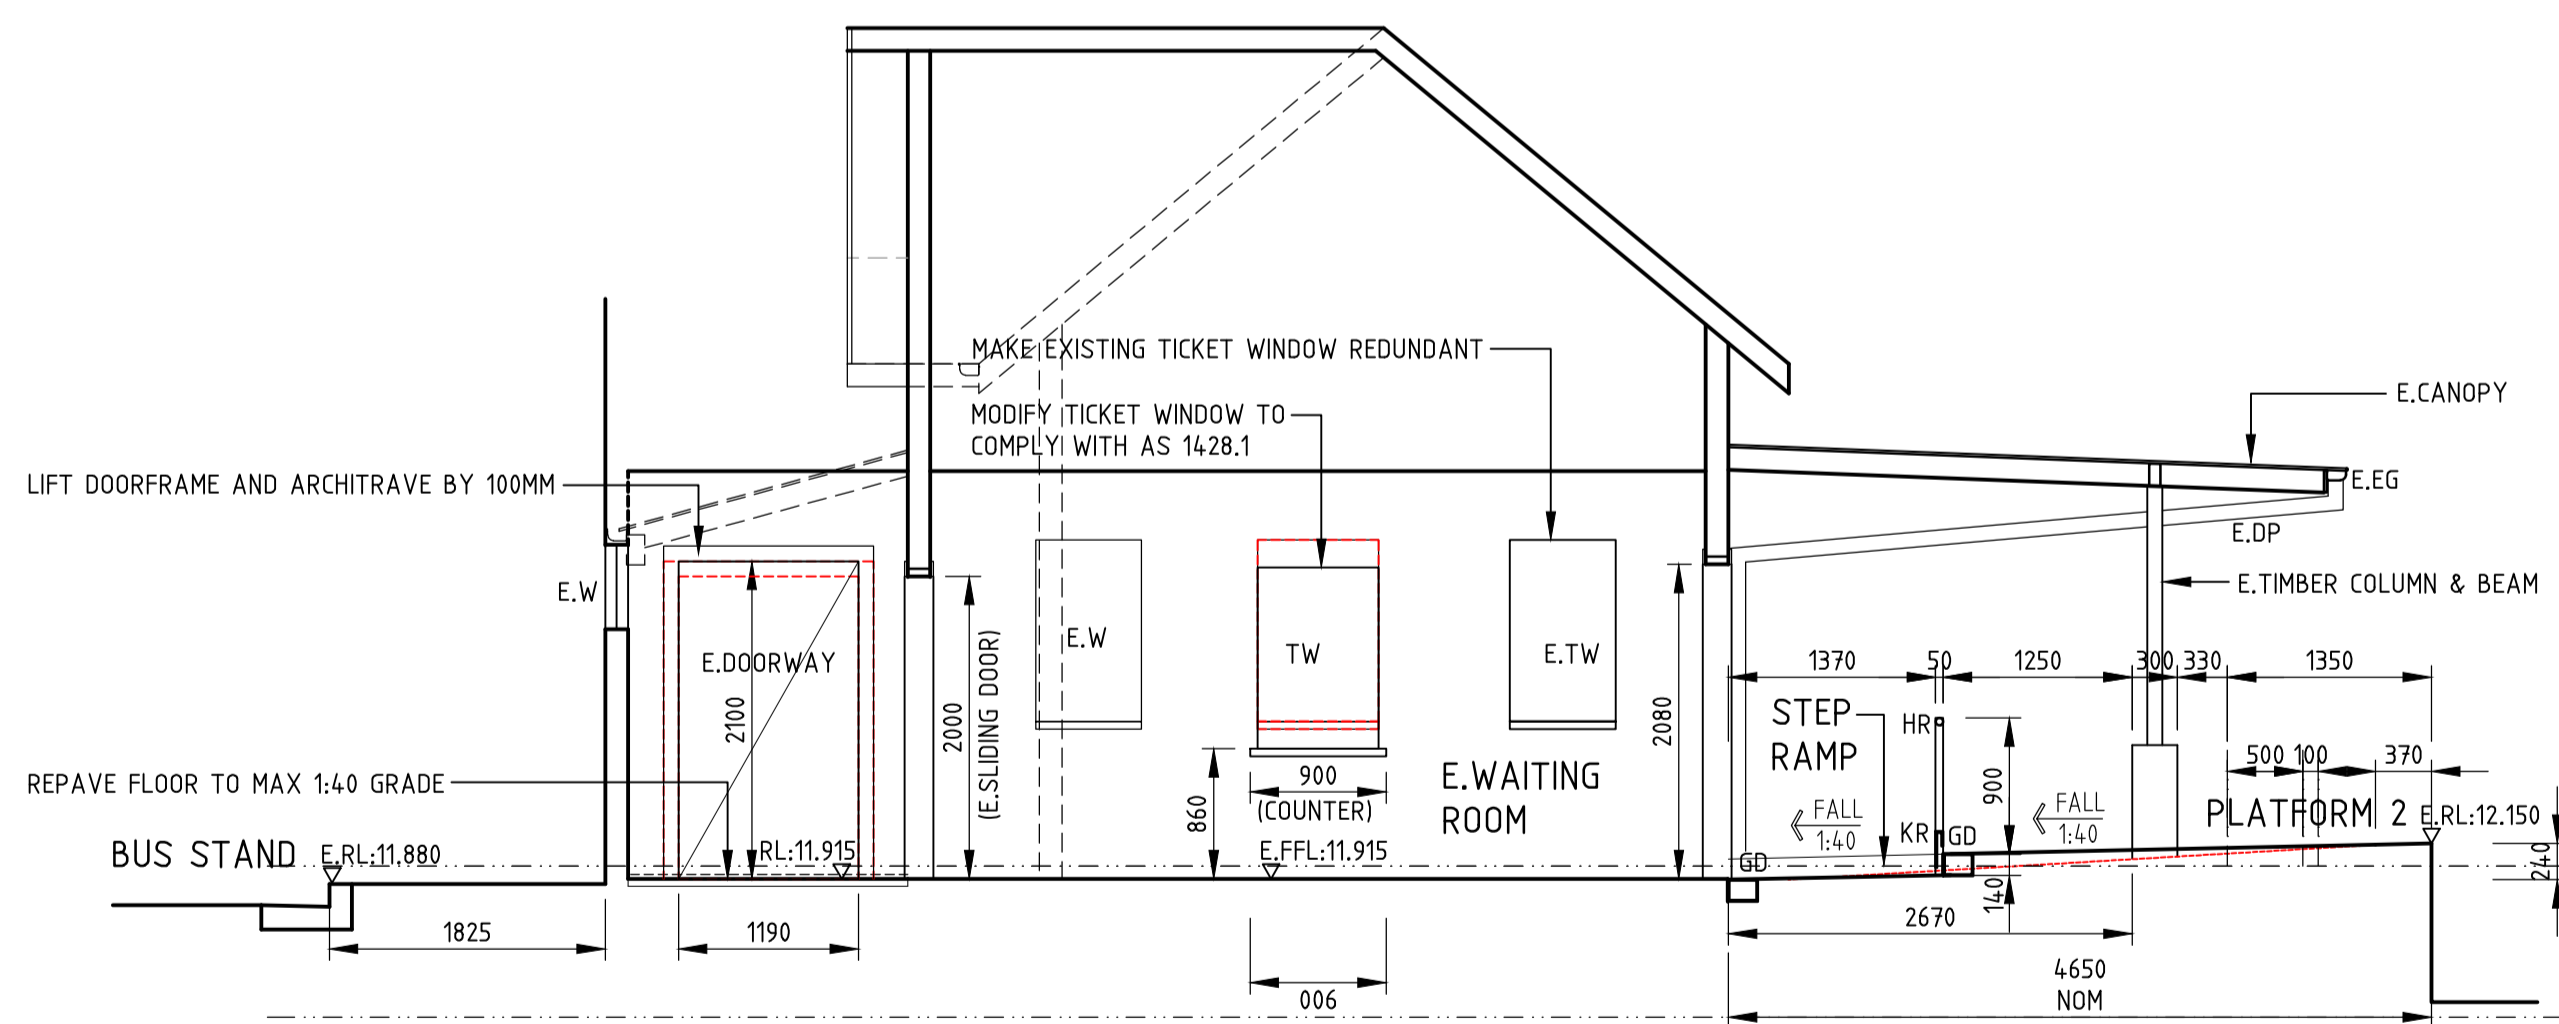 MAKE EXISTING TICKET WINDOW REDUNDANT
MODIFY TICKET WINDOW TO
COMPLY WITH AS 1428.1
E.CANOPY
LIFT DOORFRAME AND ARCHITRAVE BY 100MM
E.EG
E.DP
E.W
E.TIMBER COLUMN & BEAM
E.DOORWAY
2100
2000
(E.SLIDING DOOR)
E.W
TW
E.TW
2080
1370
50
1250
300
330
1350
STEP
RAMP
HR
900
500
100
370
REPAVE FLOOR TO MAX 1:40 GRADE
860
900
(COUNTER)
E.WAITING
ROOM
FALL
1:40
KR
GD
FALL
1:40
PLATFORM 2
E.RL:12.150
BUS STAND
E.RL:11.880
RL:11.915
E.FFL:11.915
GD
140
240
1825
1190
2670
900
4650
NOM